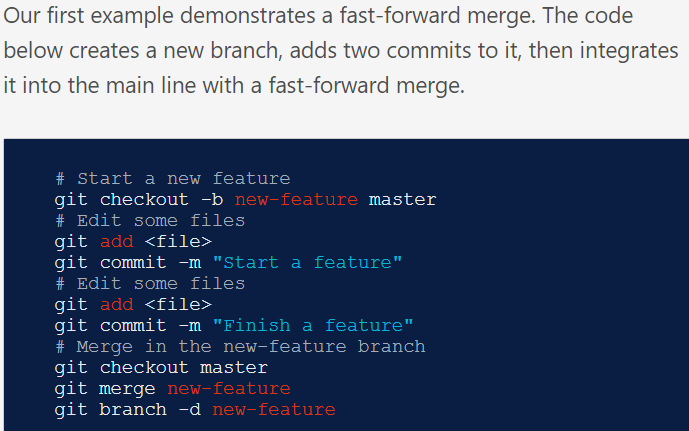 Our first example demonstrates a fast-forward merge. The code
below creates a new branch, adds two commits to it, then integrates
it into the main line with a fast-forward merge.
# Start a new feature
git checkout -b new-feature master
# Edit some files
git add <file>
git commit -m "Start a feature"
# Edit some files
git add <file>
git commit -m "Finish a feature"
# Merge in the new-feature branch
git checkout master
git merge new-feature
git branch -d new-feature